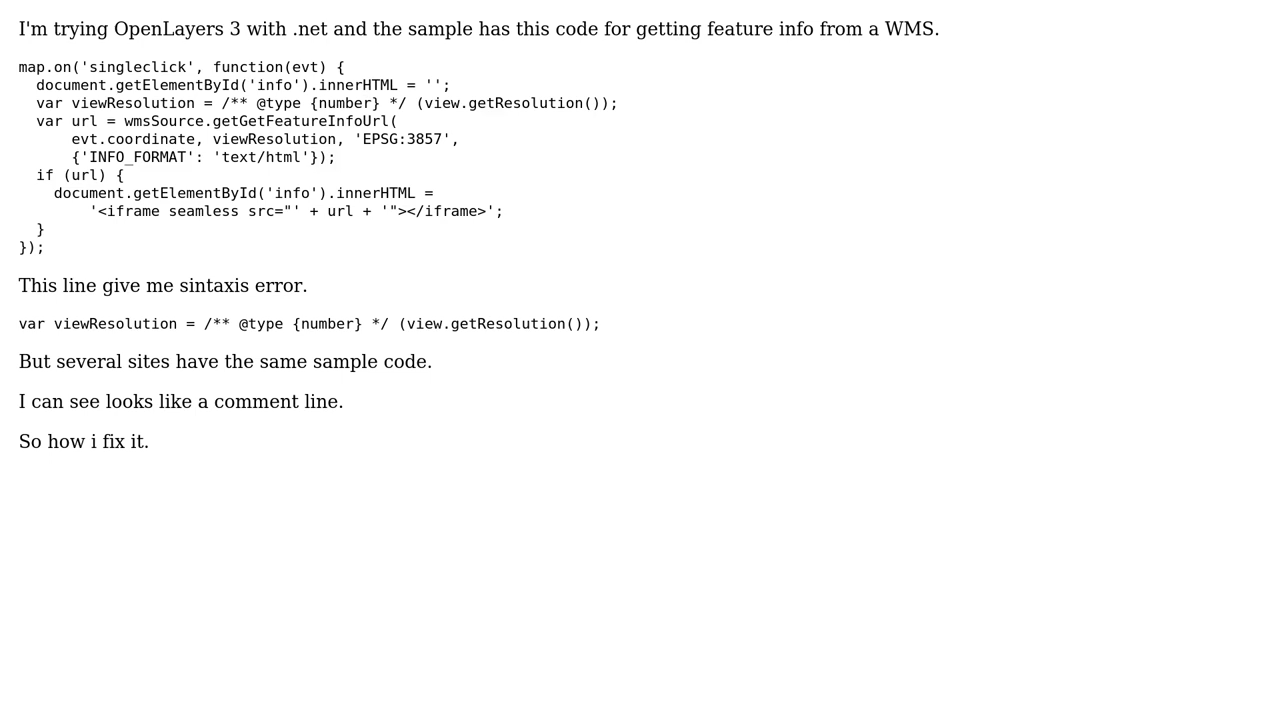 I'm trying OpenLayers 3 with .net and the sample has this code for getting feature info from a WMS.
map.on('singleclick', function(evt) {
  document.getElementById('info').innerHTML = '';
  var viewResolution = /** @type {number} */ (view.getResolution());
  var url = wmsSource.getGetFeatureInfoUrl(
      evt.coordinate, viewResolution, 'EPSG:3857',
      {'INFO_FORMAT': 'text/html'});
  if (url) {
    document.getElementById('info').innerHTML =
        '<iframe seamless src="' + url + '"></iframe>';
  }
});
This line give me sintaxis error.
var viewResolution = /** @type {number} */ (view.getResolution());
But several sites have the same sample code.
I can see looks like a comment line.
So how i fix it.